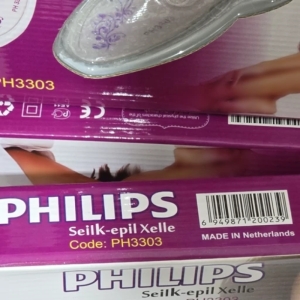 PH3303
PHILIPS
Seilk-epil Xelle
Code: PH3303
6 949871 200239
MADE IN Netherlands
PHILIPS
Seilk-epil Xelle